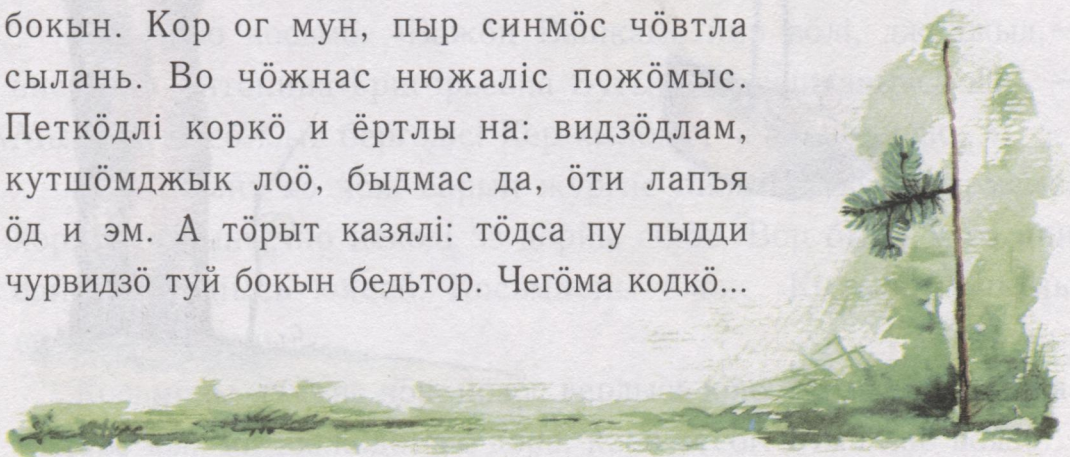 бокын. Кор ог мун, пыр синмӧс чӧвтла
сылань. Во чӧжнас нюжаліс пожӧмыс.
Петкӧдлі коркӧ и ёртлы на: видзӧдлам,
кутшӧмджык лоӧ, быдмас да, ӧти лапъя
ӧд и эм. А тӧрыт казялі: тӧдса пу пыдди
чурвидзӧ туй бокын бедьтор. Чегӧма кодкӧ...